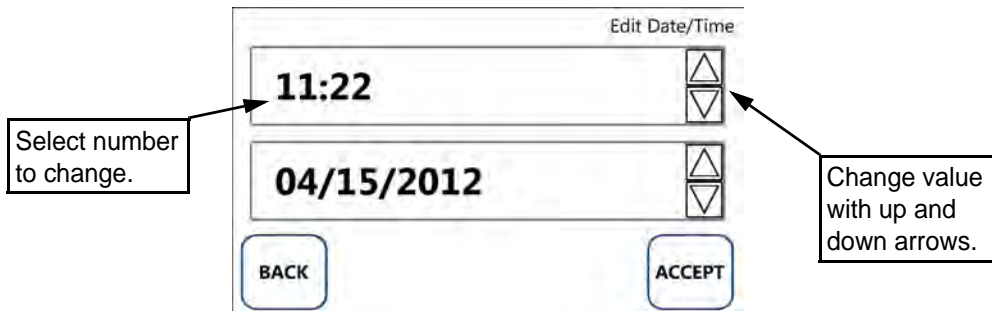 Edit Date/Time
11:22
Select number
to change.
04/15/2012
Change value
with up and
down arrows.
BACK
ACCEPT